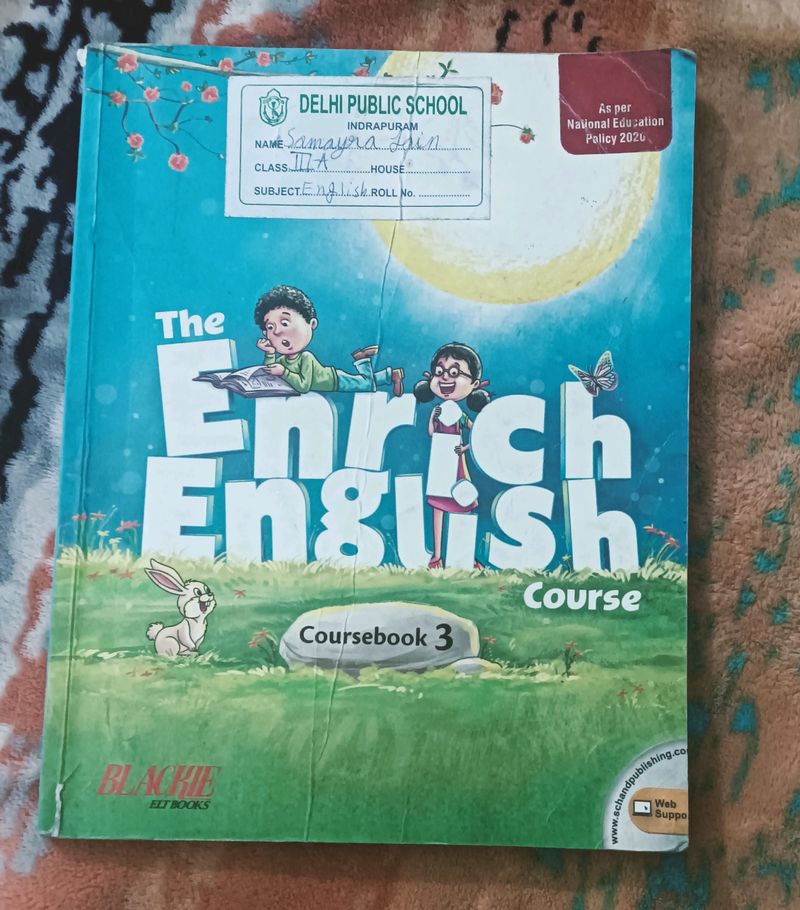 DELHI PUBLIC SCHOOL
INDRAPURAM
NAME Samayra Jain
CLASS III A HOUSE
SUBJECT English ROLL No.
As per
National Education
Policy 2020
The
Enrich
English
Course
Coursebook 3
BLACKIE
ELT BOOKS
www.schandpublishing.co
Web
Suppo